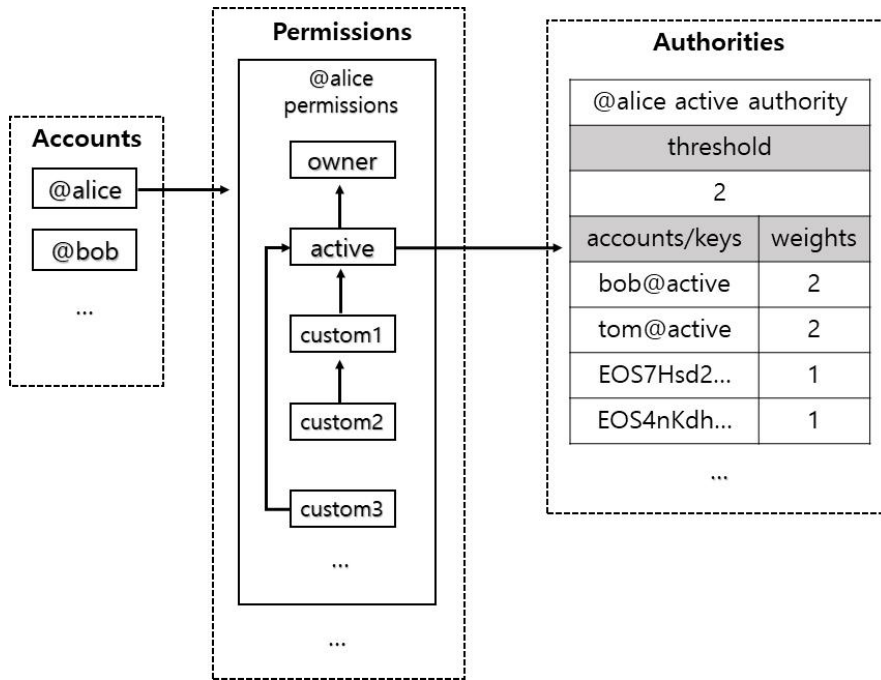 Accounts
@alice
@bob
...
Permissions
@alice
permissions
owner
active
custom1
custom2
custom3
...
...
Authorities
@alice active authority
threshold
2
accounts/keys weights
bob@active 2
tom@active 2
EOS7Hsd2... 1
EOS4nKdh... 1
...